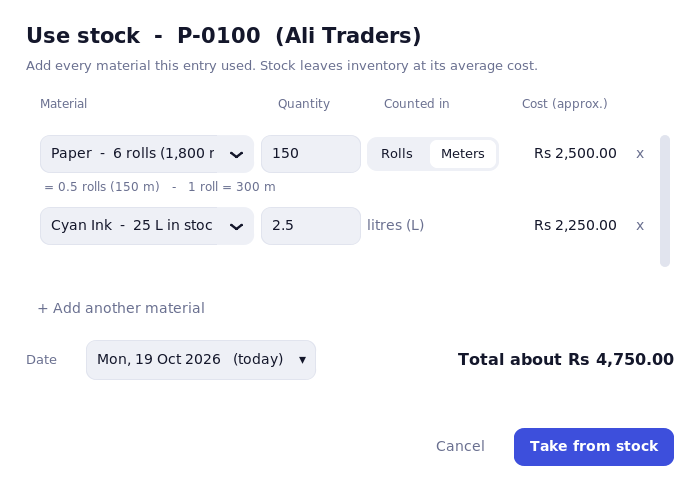 Use stock - P-0100 (Ali Traders)
Add every material this entry used. Stock leaves inventory at its average cost.
Material Quantity Counted in Cost (approx.)
Paper - 6 rolls (1,800 150 Rolls Meters Rs 2,500.00 x
= 0.5 rolls (150 m) - 1 roll = 300 m
Cyan Ink - 25 L in stoc 2.5 litres (L) Rs 2,250.00 x
+ Add another material
Date Mon, 19 Oct 2026 (today) ▾ Total about Rs 4,750.00
Cancel Take from stock